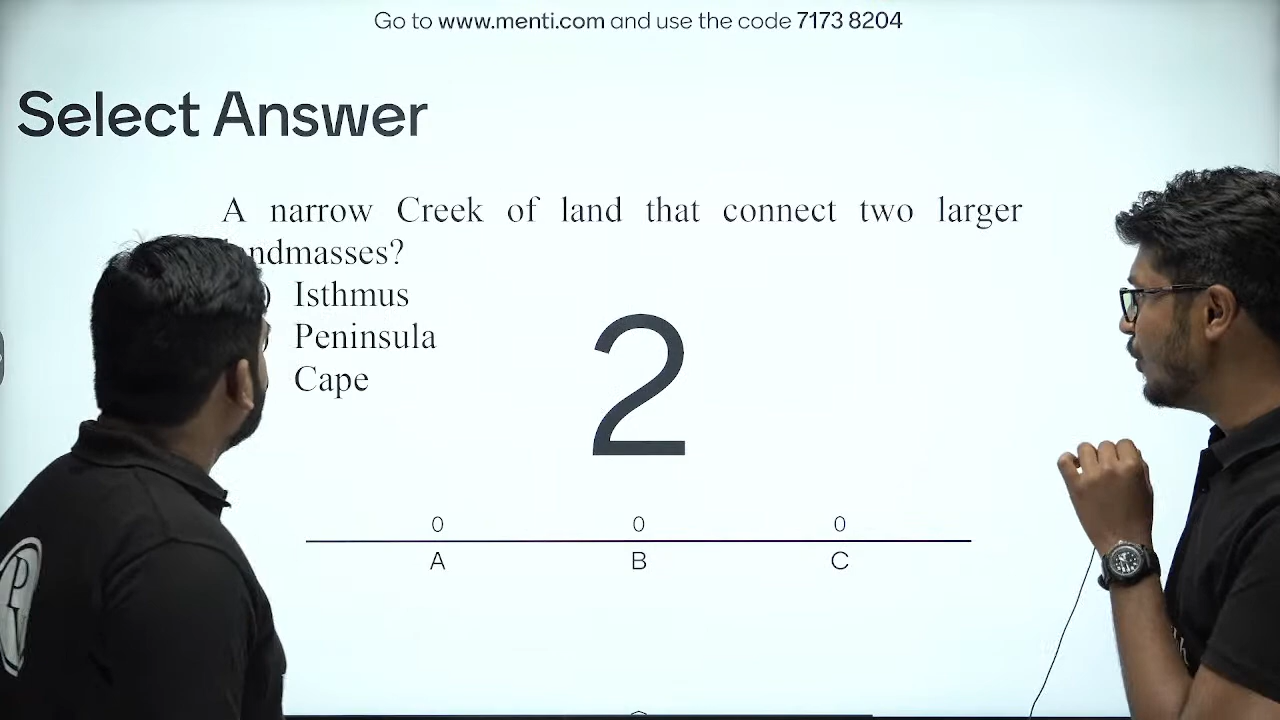 Go to www.menti.com and use the code 7173 8204
Select Answer
A narrow Creek of land that connect two larger
ndmasses?
) Isthmus
) Peninsula
Cape
2
0 0 0
A B C